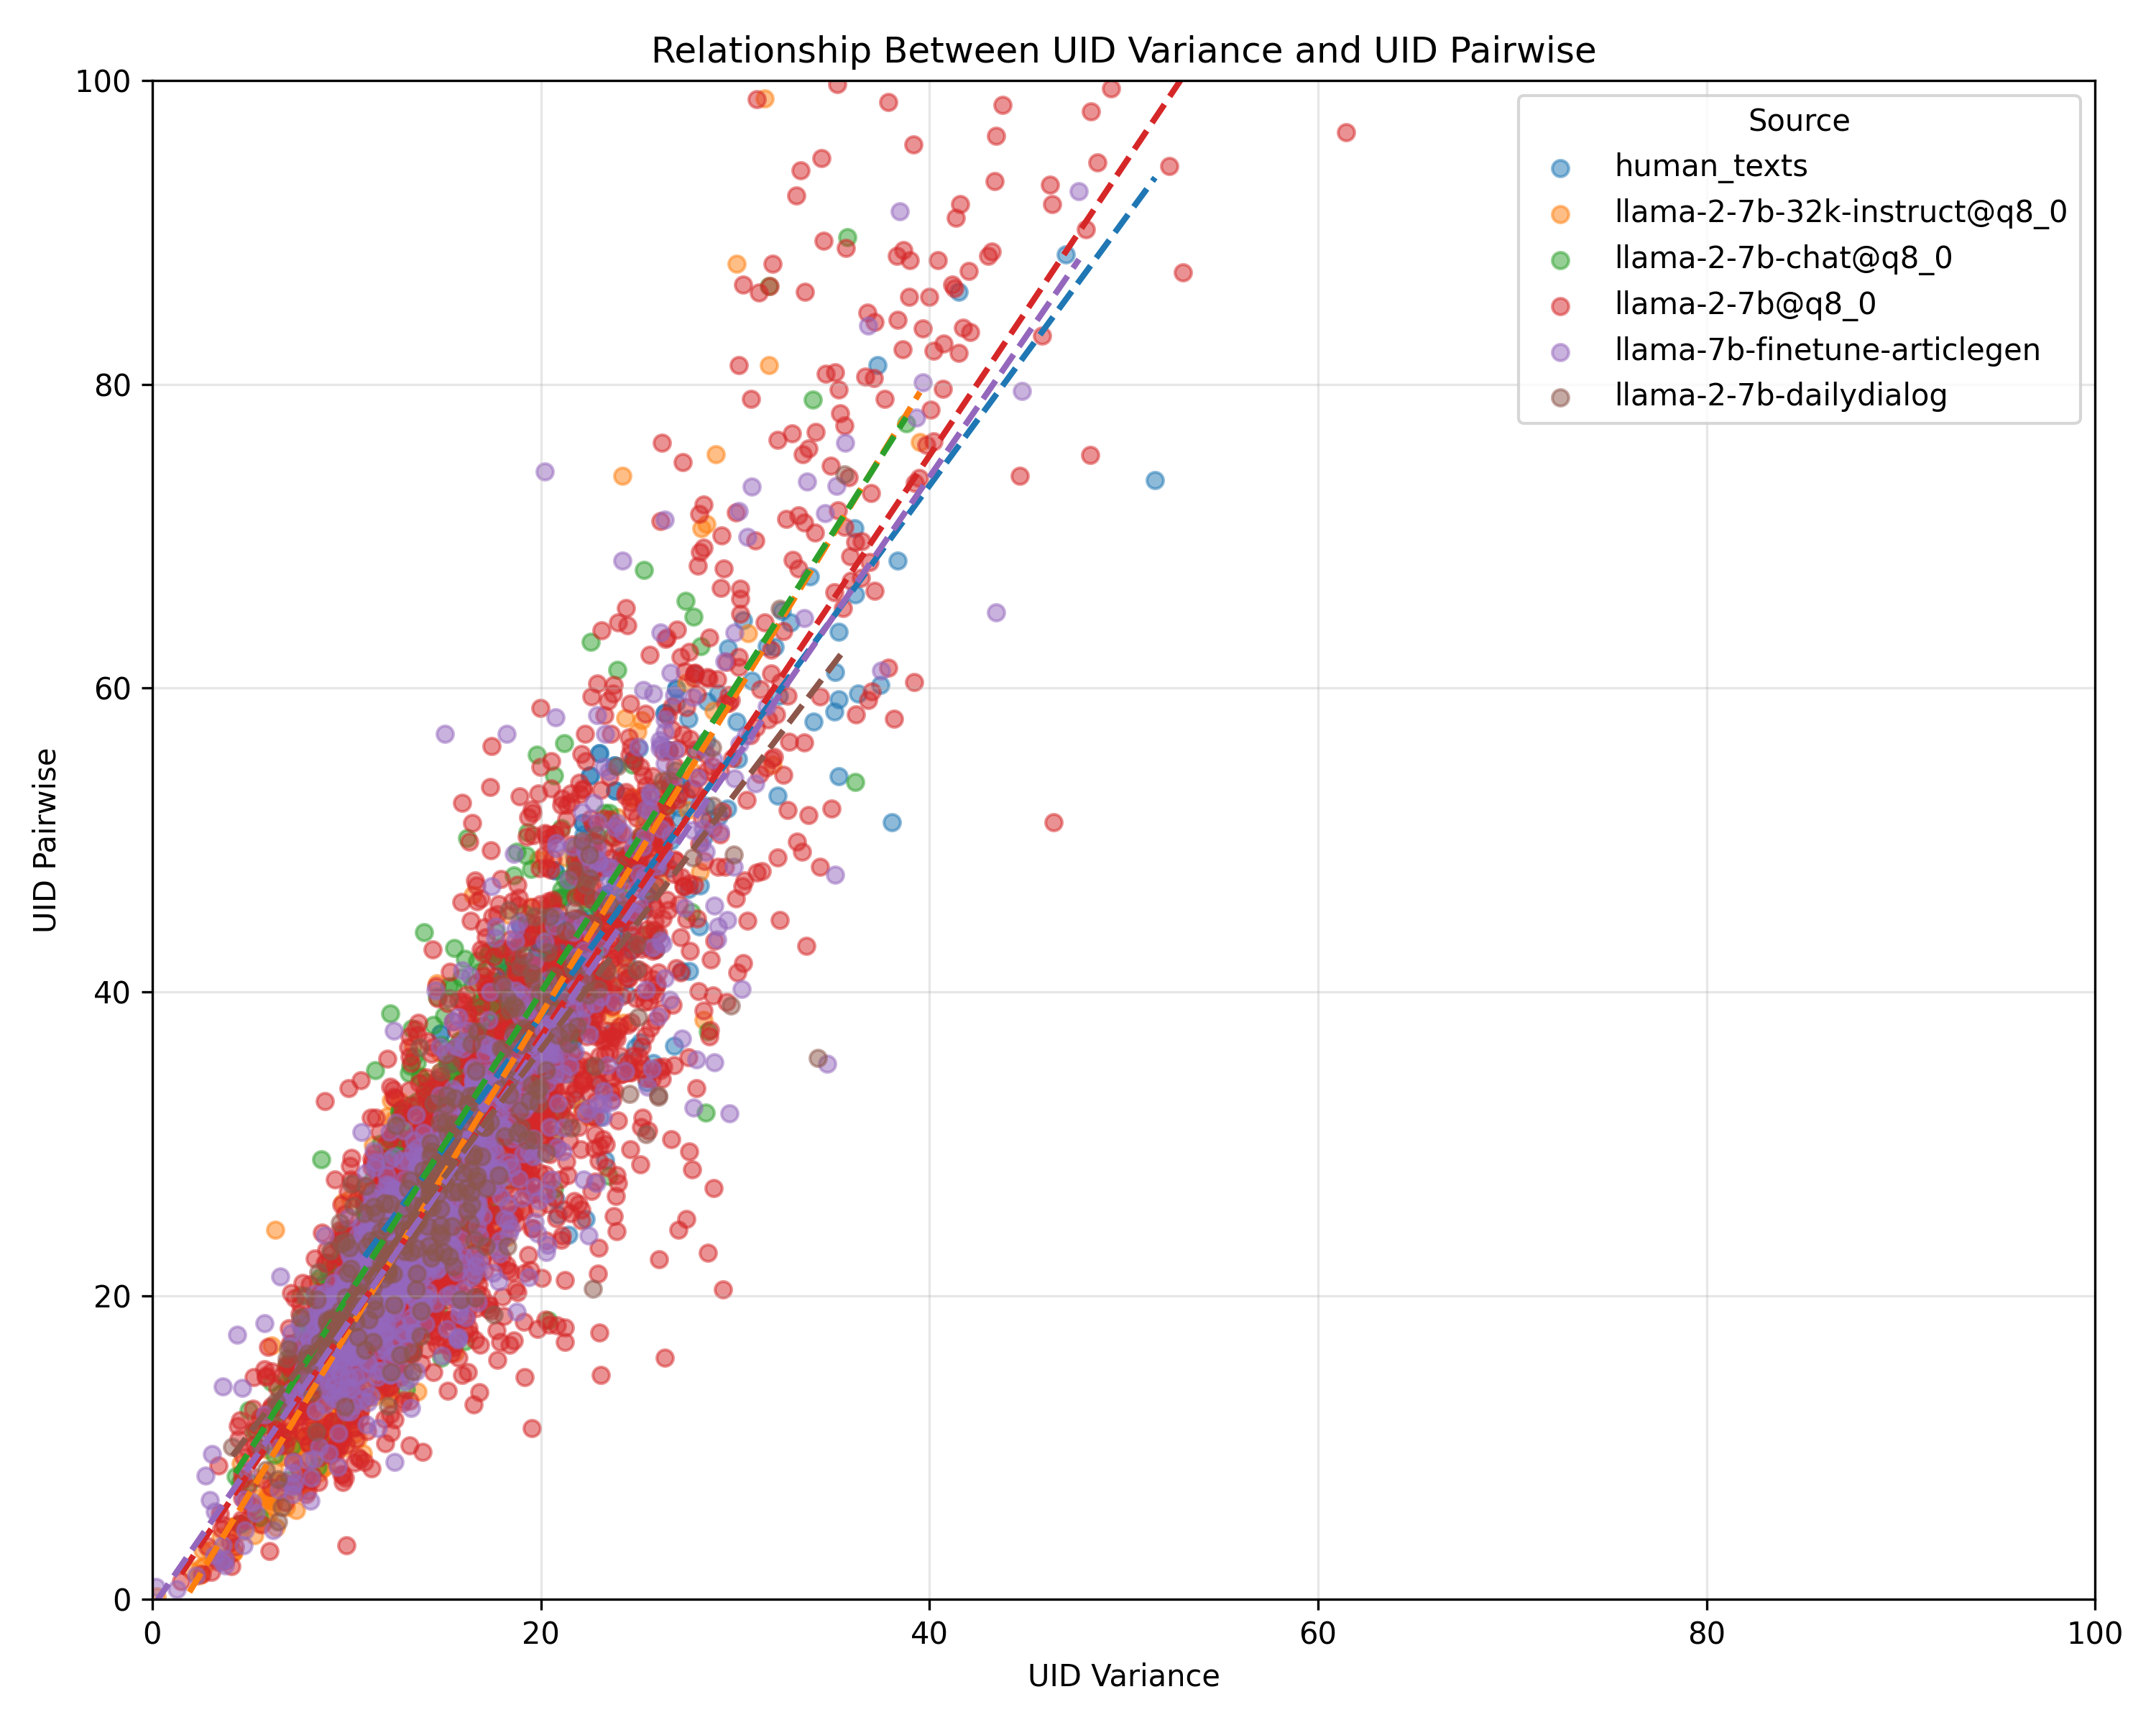 Relationship Between UID Variance and UID Pairwise
100
80
60
40
20
0
UID Pairwise
0
20
40
60
80
100
UID Variance
Source
human_texts
llama-2-7b-32k-instruct@q8_0
llama-2-7b-chat@q8_0
llama-2-7b@q8_0
llama-7b-finetune-articlegen
llama-2-7b-dailydialog